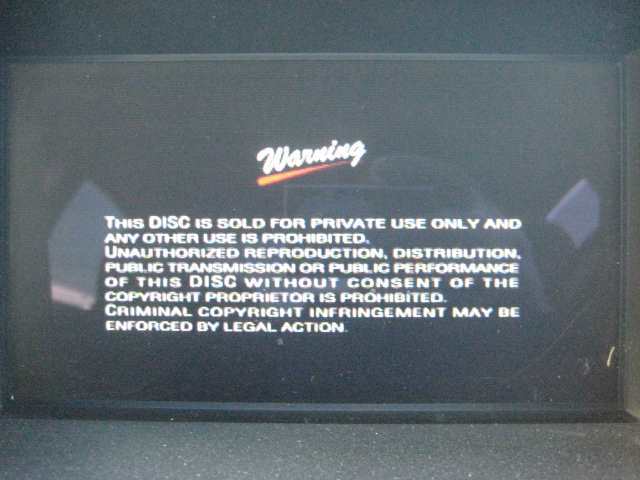 Warning
THIS DISC IS SOLD FOR PRIVATE USE ONLY AND
ANY OTHER USE IS PROHIBITED.
UNAUTHORIZED REPRODUCTION, DISTRIBUTION,
PUBLIC TRANSMISSION OR PUBLIC PERFORMANCE
OF THIS DISC WITHOUT CONSENT OF THE
COPYRIGHT PROPRIETOR IS PROHIBITED.
CRIMINAL COPYRIGHT INFRINGEMENT MAY BE
ENFORCED BY LEGAL ACTION.